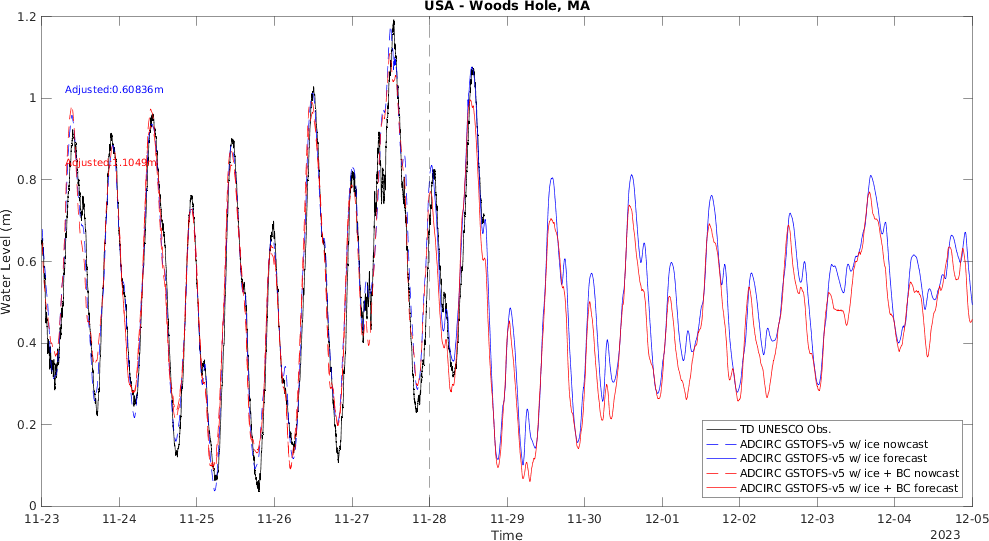 USA - Woods Hole, MA
1.2
1
0.8
0.6
0.4
0.2
0
Water Level (m)
Adjusted:0.60836m
Adjusted:1.1049m
TD UNESCO Obs.
ADCIRC GSTOFS-v5 w/ ice nowcast
ADCIRC GSTOFS-v5 w/ ice forecast
ADCIRC GSTOFS-v5 w/ ice + BC nowcast
ADCIRC GSTOFS-v5 w/ ice + BC forecast
11-23 11-24 11-25 11-26 11-27 11-28 11-29 11-30 12-01 12-02 12-03 12-04 12-05
Time
2023